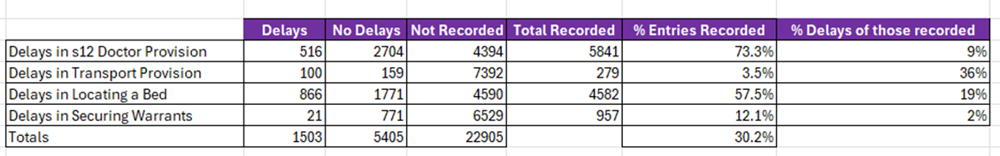 Delays No Delays Not Recorded Total Recorded % Entries Recorded % Delays of those recorded
Delays in s12 Doctor Provision 516 2704 4394 5841 73.3% 9%
Delays in Transport Provision 100 159 7392 279 3.5% 36%
Delays in Locating a Bed 866 1771 4590 4582 57.5% 19%
Delays in Securing Warrants 21 771 6529 957 12.1% 2%
Totals 1503 5405 22905 30.2%